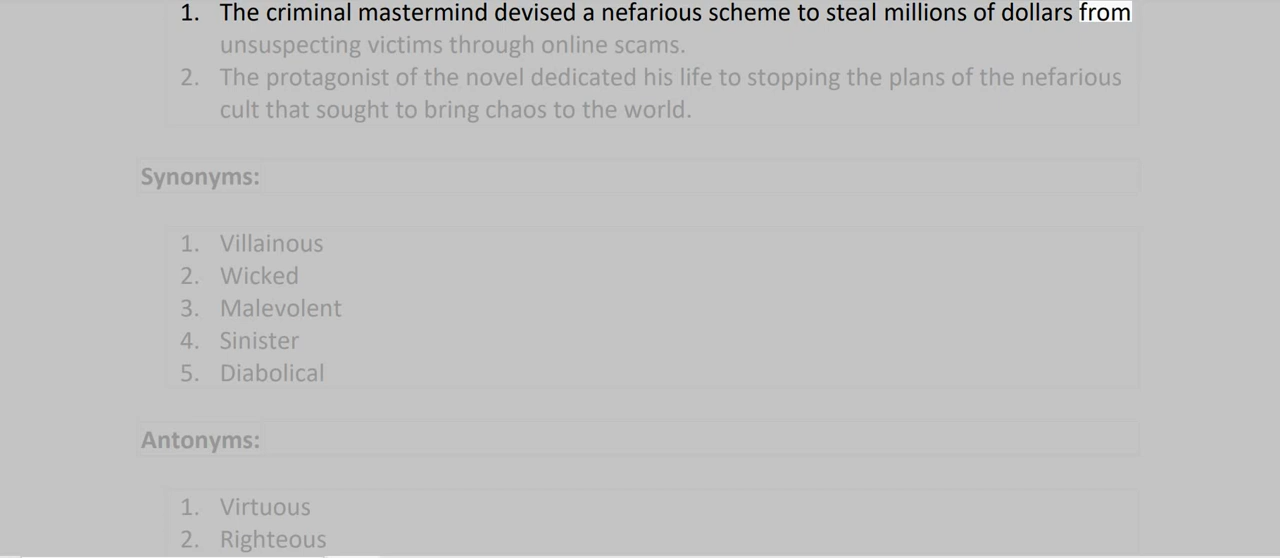 1. The criminal mastermind devised a nefarious scheme to steal millions of dollars from
unsuspecting victims through online scams.
2. The protagonist of the novel dedicated his life to stopping the plans of the nefarious
cult that sought to bring chaos to the world.
Synonyms:
1. Villainous
2. Wicked
3. Malevolent
4. Sinister
5. Diabolical
Antonyms:
1. Virtuous
2. Righteous